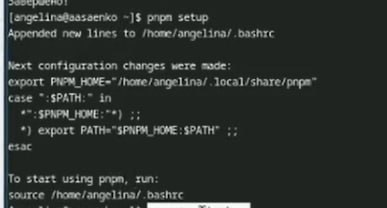 Завершено!
[angelina@aasaenko ~]$ pnpm setup
Appended new lines to /home/angelina/.bashrc
Next configuration changes were made:
export PNPM_HOME="/home/angelina/.local/share/pnpm"
case ":$PATH:" in
*":$PNPM_HOME:"*) ;;
*) export PATH="$PNPM_HOME:$PATH" ;;
esac
To start using pnpm, run:
source /home/angelina/.bashrc